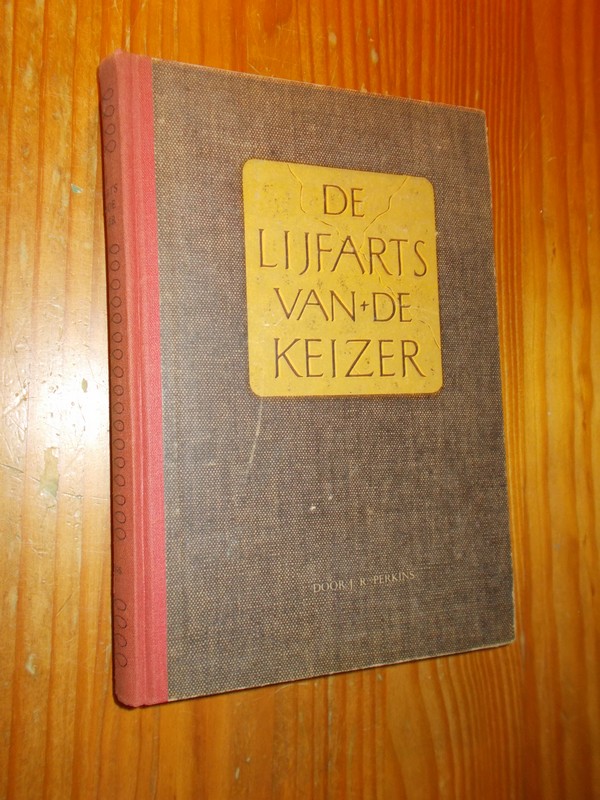 DE
LIJFARTS
VAN+DE
KEIZER
DOOR J. R. PERKINS